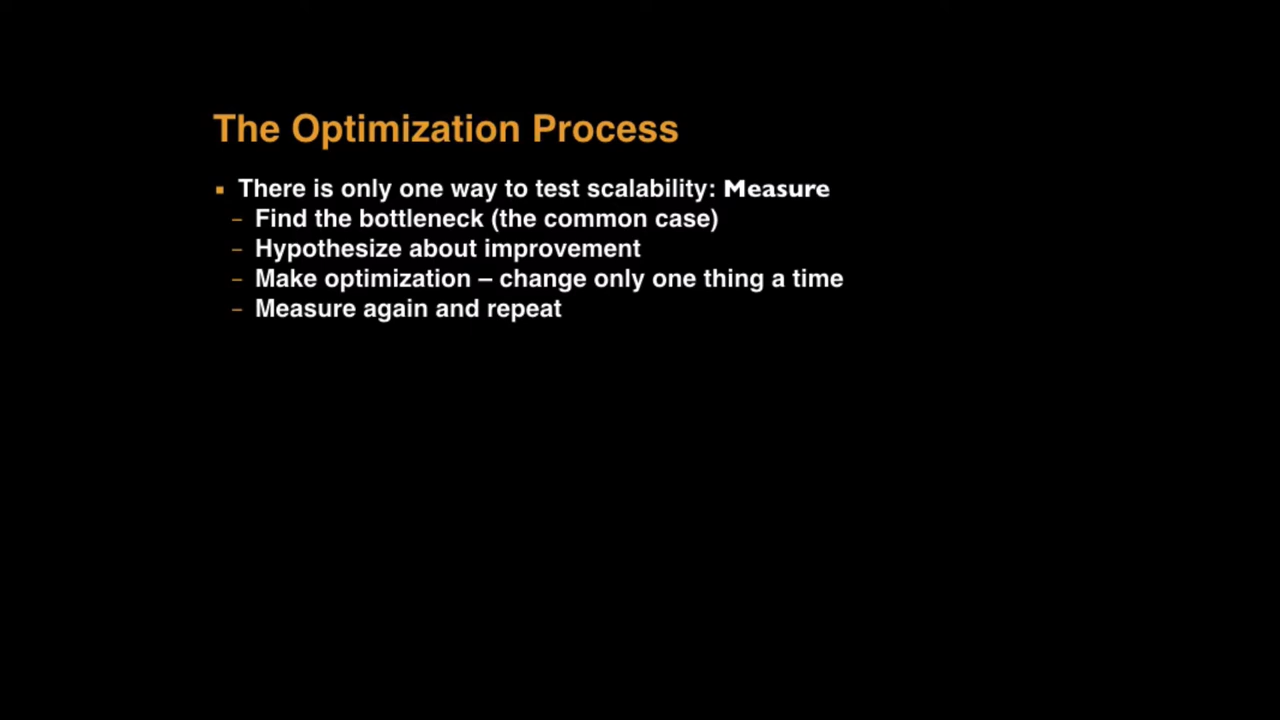 The Optimization Process
▪ There is only one way to test scalability: Measure
– Find the bottleneck (the common case)
– Hypothesize about improvement
– Make optimization – change only one thing a time
– Measure again and repeat